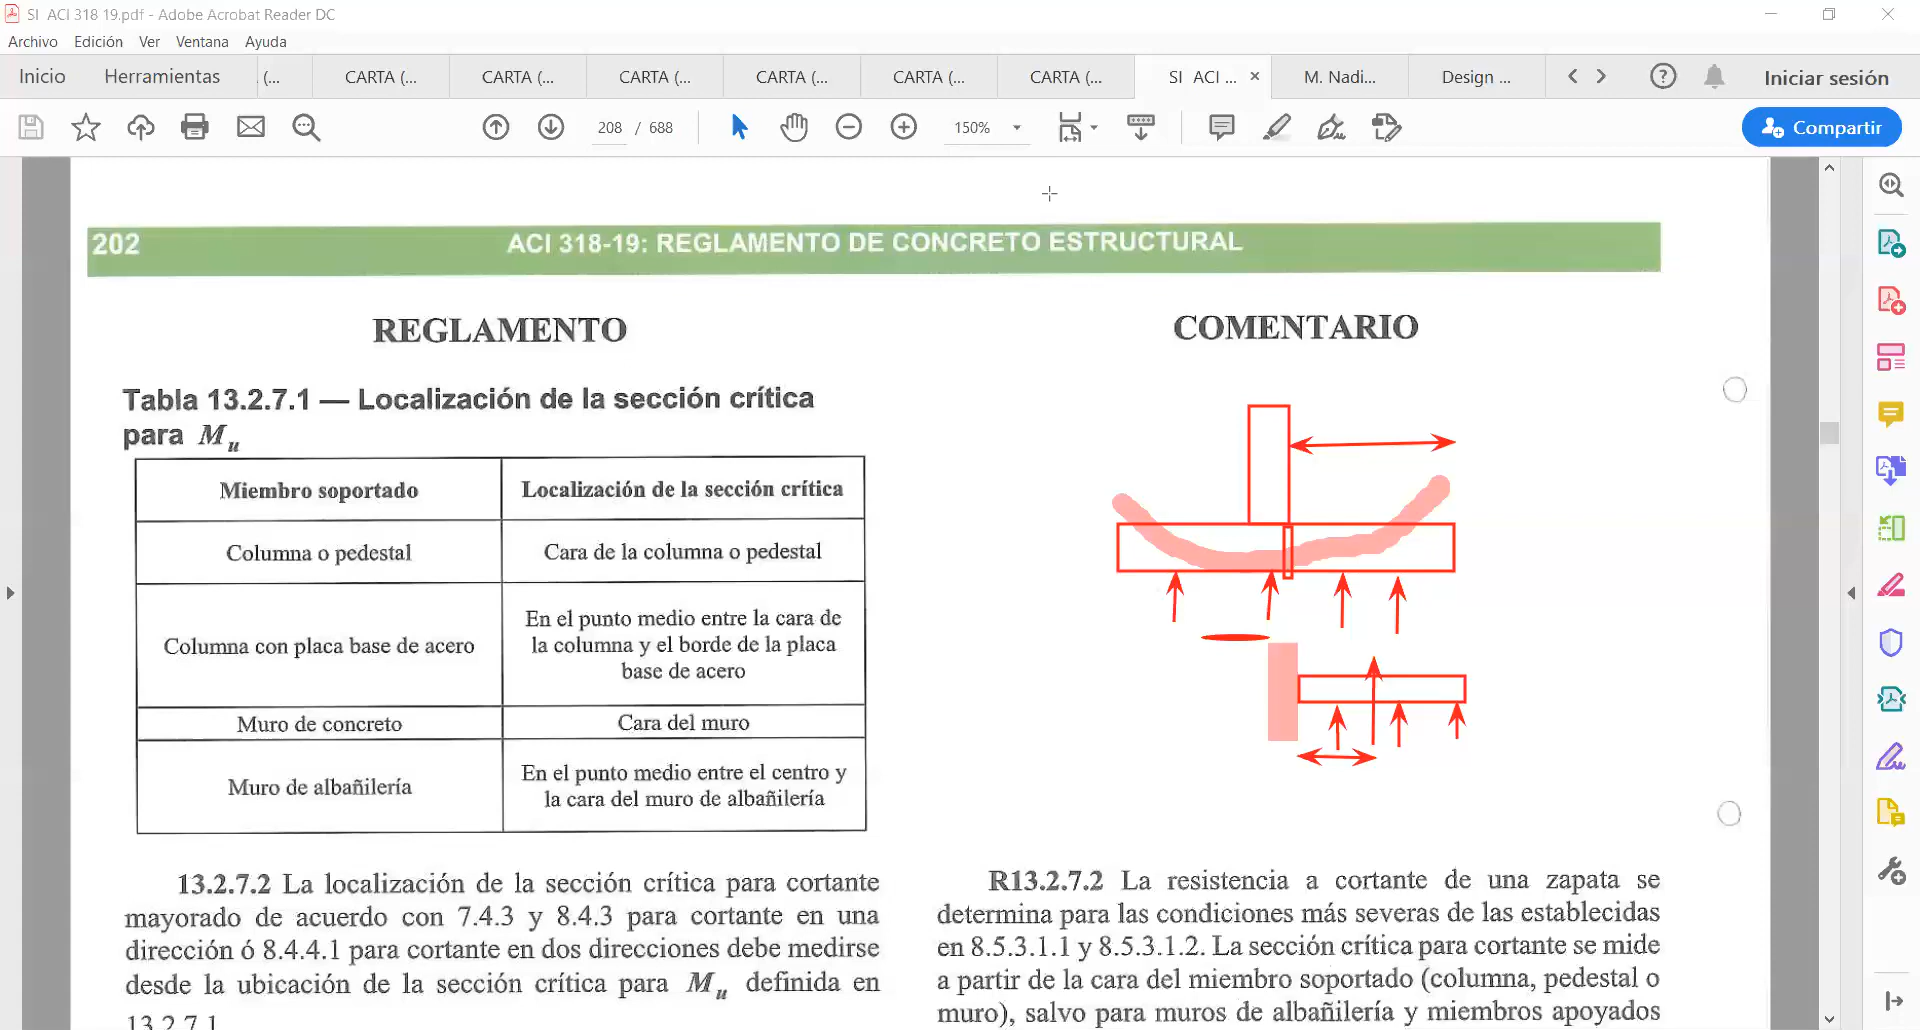 SI ACI 318 19.pdf - Adobe Acrobat Reader DC
Archivo Edición Ver Ventana Ayuda
Inicio Herramientas (... CARTA (... CARTA (... CARTA (... CARTA (... CARTA (... CARTA (... SI ACI ... × M. Nadi... Design ... Iniciar sesión
208 / 688 150% Compartir
202 ACI 318-19: REGLAMENTO DE CONCRETO ESTRUCTURAL
REGLAMENTO
Tabla 13.2.7.1 — Localización de la sección crítica
para Mu
Miembro soportado Localización de la sección crítica
Columna o pedestal Cara de la columna o pedestal
Columna con placa base de acero En el punto medio entre la cara de
la columna y el borde de la placa
base de acero
Muro de concreto Cara del muro
Muro de albañilería En el punto medio entre el centro y
la cara del muro de albañilería
13.2.7.2 La localización de la sección crítica para cortante
mayorado de acuerdo con 7.4.3 y 8.4.3 para cortante en una
dirección ó 8.4.4.1 para cortante en dos direcciones debe medirse
desde la ubicación de la sección crítica para Mu definida en
13.2.7.1
COMENTARIO
R13.2.7.2 La resistencia a cortante de una zapata se
determina para las condiciones más severas de las establecidas
en 8.5.3.1.1 y 8.5.3.1.2. La sección crítica para cortante se mide
a partir de la cara del miembro soportado (columna, pedestal o
muro), salvo para muros de albañilería y miembros apoyados